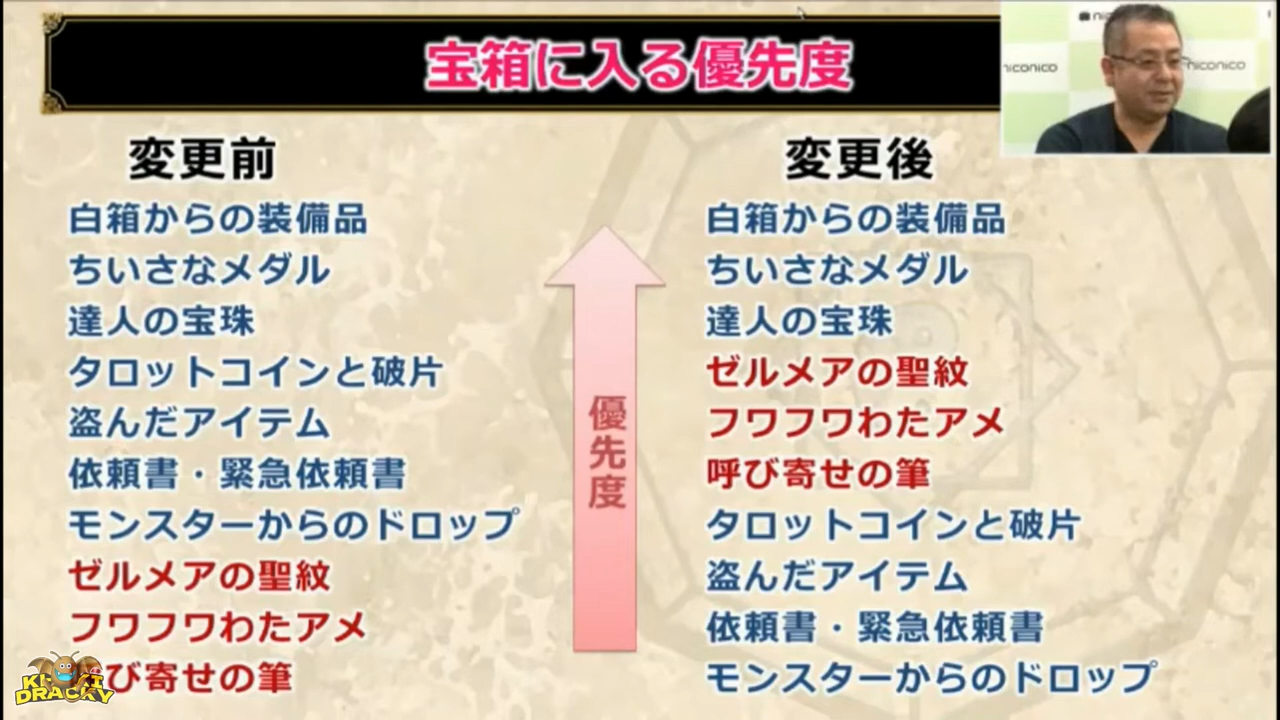 宝箱に入る優先度
niconico
niconico
変更前
白箱からの装備品
ちいさなメダル
達人の宝珠
タロットコインと破片
盗んだアイテム
依頼書・緊急依頼書
モンスターからのドロップ
ゼルメアの聖紋
フワフワわたアメ
び寄せの筆
優先度
変更後
白箱からの装備品
ちいさなメダル
達人の宝珠
ゼルメアの聖紋
フワフワわたアメ
呼び寄せの筆
タロットコインと破片
盗んだアイテム
依頼書・緊急依頼書
モンスターからのドロップ
DRACKY